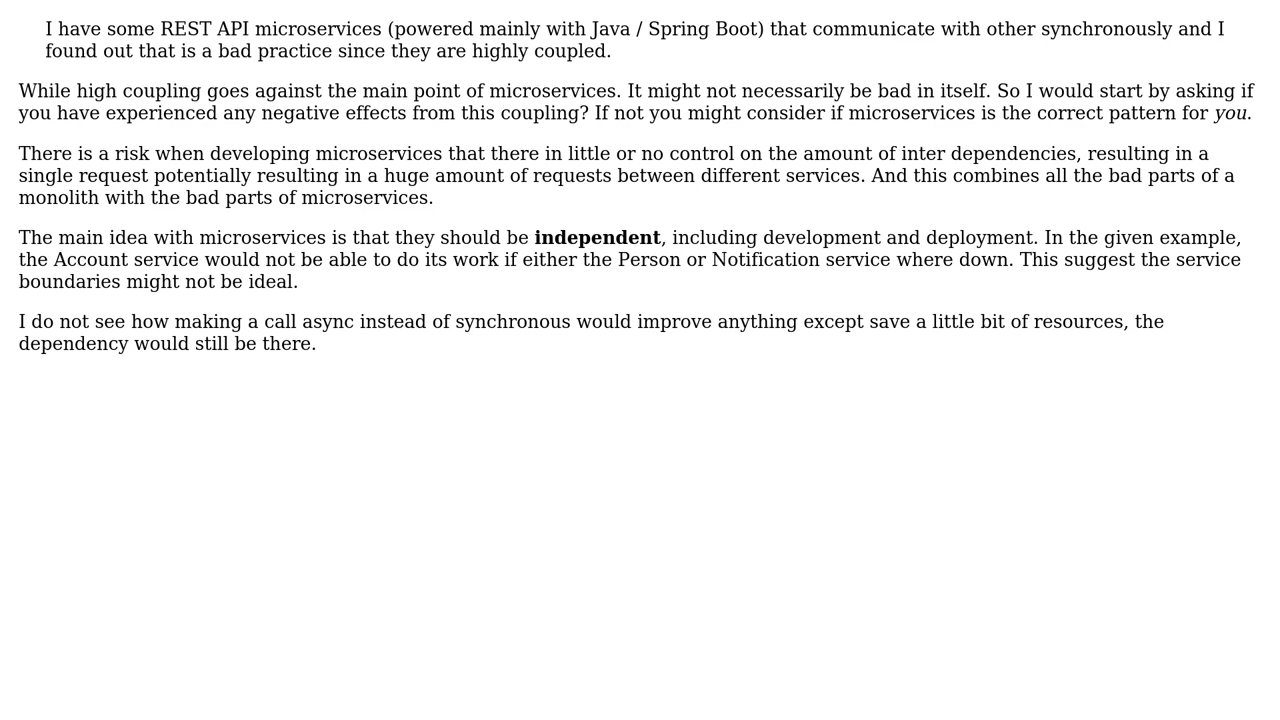 I have some REST API microservices (powered mainly with Java / Spring Boot) that communicate with other synchronously and I
found out that is a bad practice since they are highly coupled.
While high coupling goes against the main point of microservices. It might not necessarily be bad in itself. So I would start by asking if
you have experienced any negative effects from this coupling? If not you might consider if microservices is the correct pattern for you.
There is a risk when developing microservices that there in little or no control on the amount of inter dependencies, resulting in a
single request potentially resulting in a huge amount of requests between different services. And this combines all the bad parts of a
monolith with the bad parts of microservices.
The main idea with microservices is that they should be independent, including development and deployment. In the given example,
the Account service would not be able to do its work if either the Person or Notification service where down. This suggest the service
boundaries might not be ideal.
I do not see how making a call async instead of synchronous would improve anything except save a little bit of resources, the
dependency would still be there.